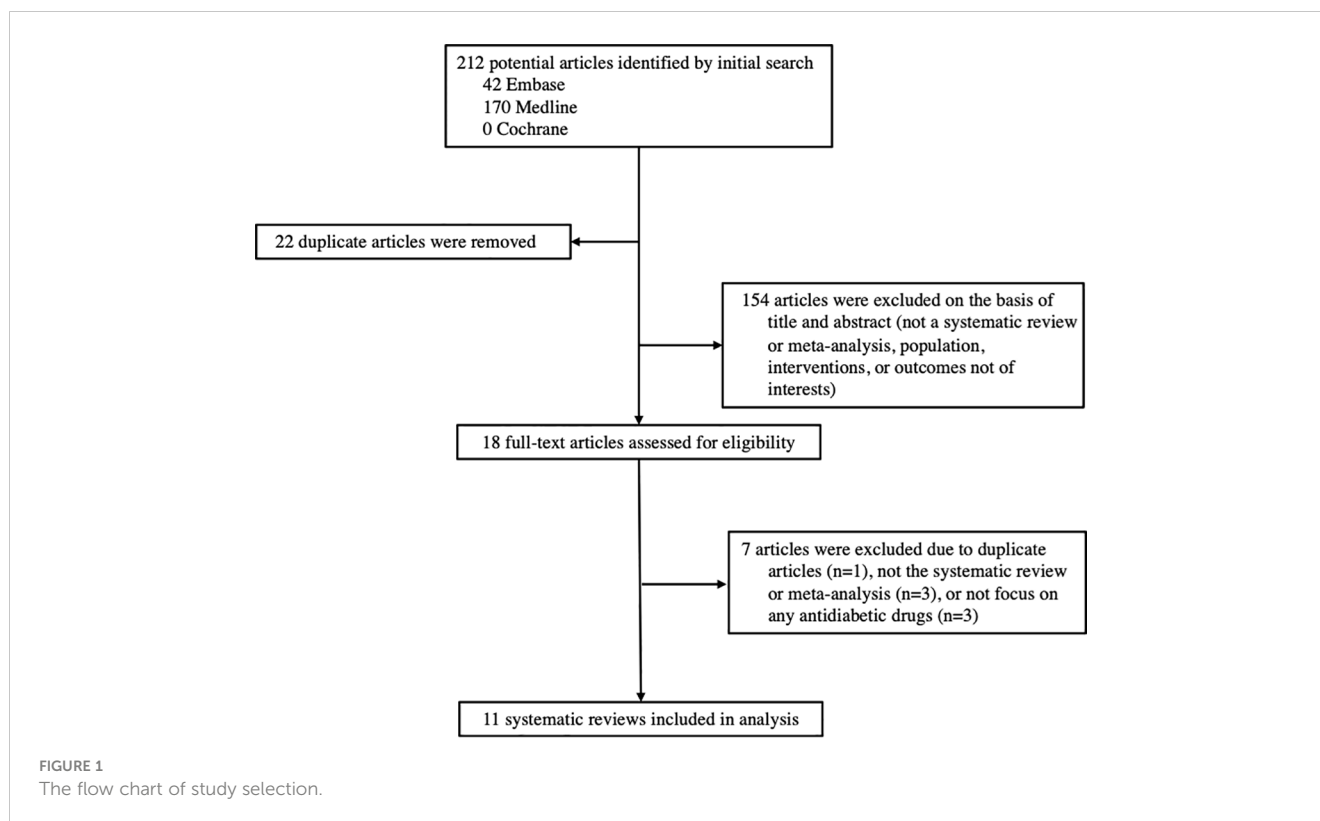 212 potential articles identified by initial search
42 Embase
170 Medline
0 Cochrane
22 duplicate articles were removed
154 articles were excluded on the basis of
title and abstract (not a systematic review
or meta-analysis, population,
interventions, or outcomes not of
interests)
18 full-text articles assessed for eligibility
7 articles were excluded due to duplicate
articles (n=1), not the systematic review
or meta-analysis (n=3), or not focus on
any antidiabetic drugs (n=3)
11 systematic reviews included in analysis
FIGURE 1
The flow chart of study selection.